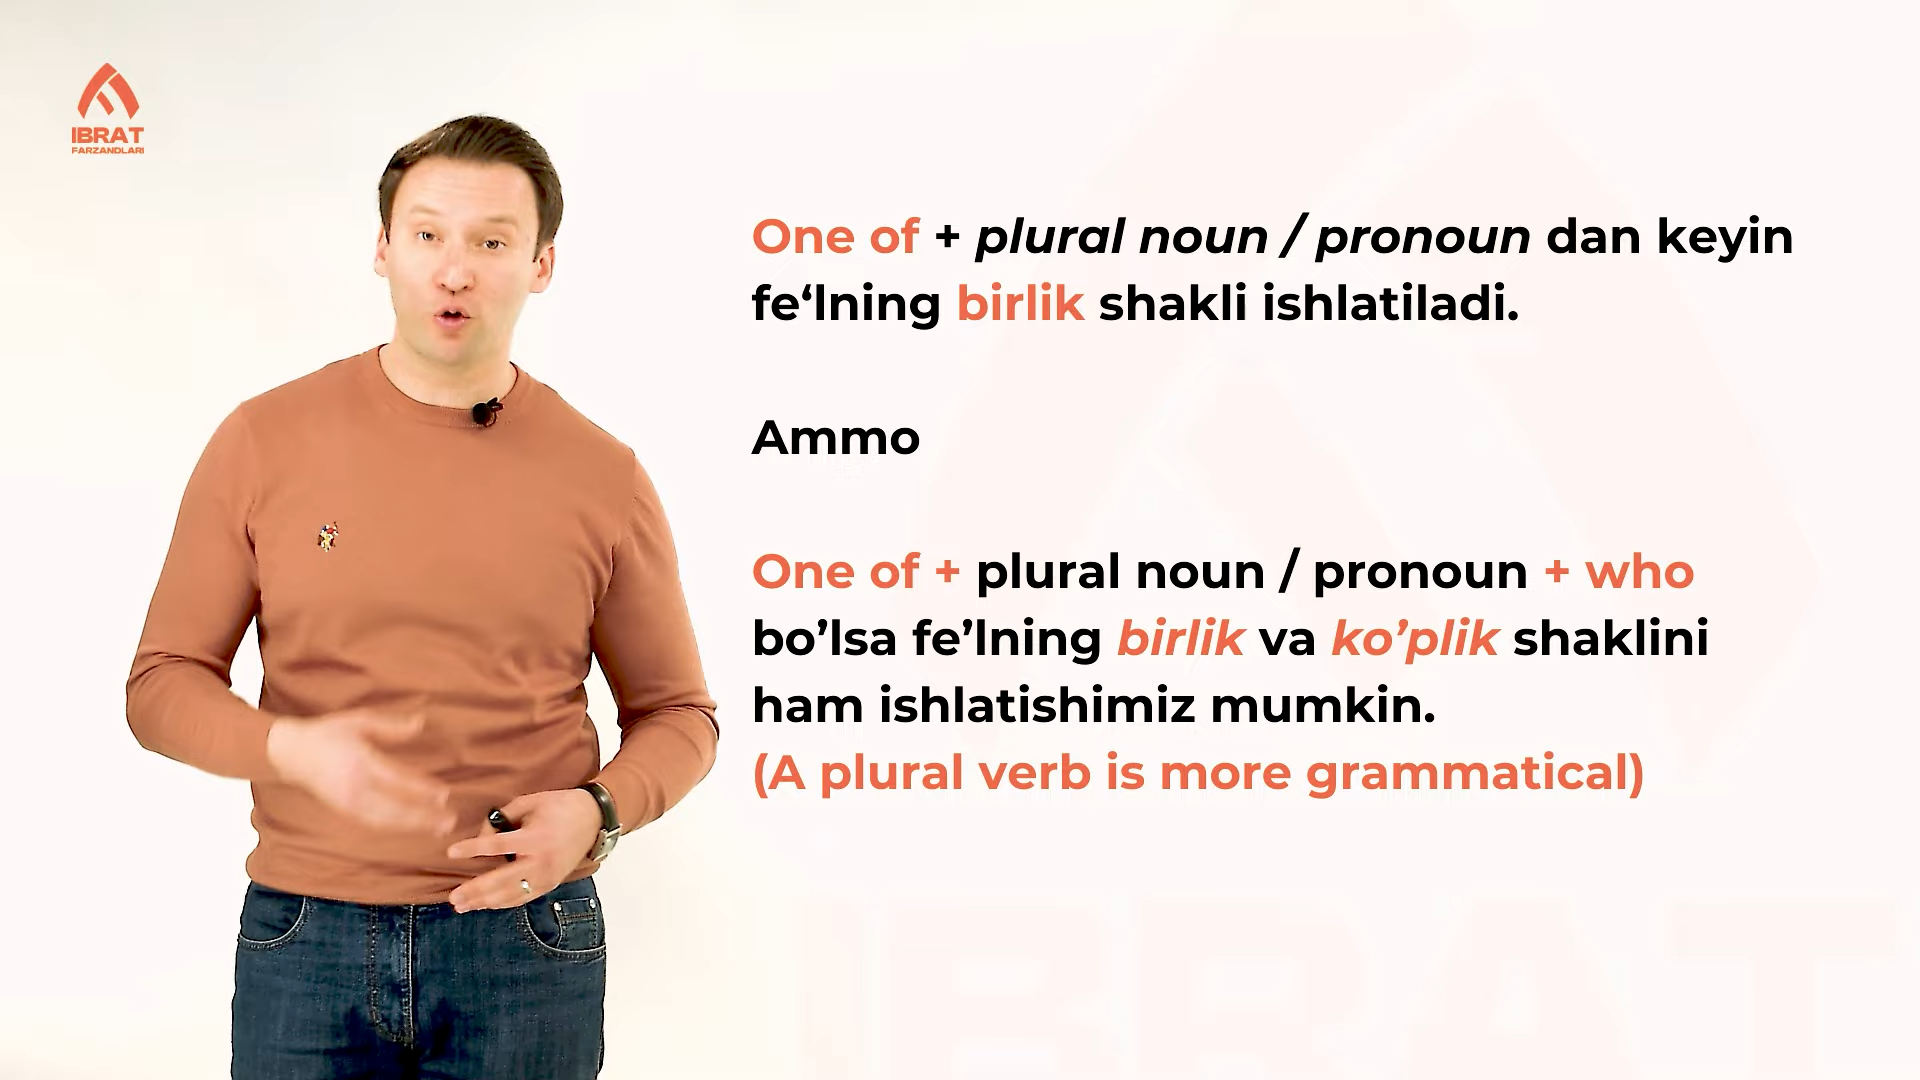 IBRAT
FARZANDLARI
One of + plural noun / pronoun dan keyin
fe‘lning birlik shakli ishlatiladi.
Ammo
One of + plural noun / pronoun + who
bo’lsa fe’lning birlik va ko’plik shaklini
ham ishlatishimiz mumkin.
(A plural verb is more grammatical)
IBRAT